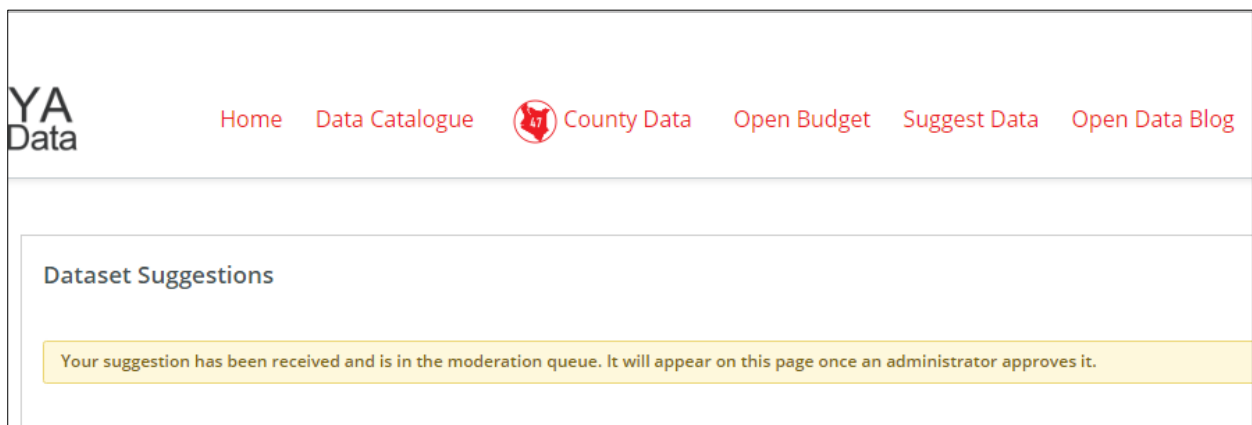 YA
Data
Home Data Catalogue 47 County Data Open Budget Suggest Data Open Data Blog
Dataset Suggestions
Your suggestion has been received and is in the moderation queue. It will appear on this page once an administrator approves it.